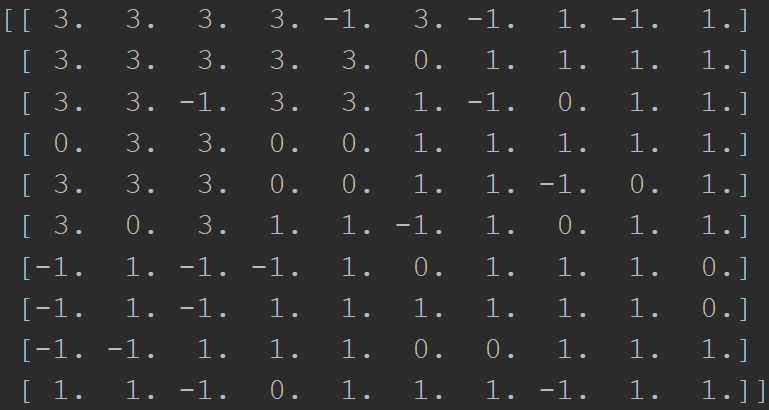 [[ 3. 3. 3. 3. -1. 3. -1. 1. -1. 1.]
[ 3. 3. 3. 3. 3. 0. 1. 1. 1. 1.]
[ 3. 3. -1. 3. 3. 1. -1. 0. 1. 1.]
[ 0. 3. 3. 0. 0. 1. 1. 1. 1. 1.]
[ 3. 3. 3. 0. 0. 1. 1. -1. 0. 1.]
[ 3. 0. 3. 1. 1. -1. 1. 0. 1. 1.]
[-1. 1. -1. -1. 1. 0. 1. 1. 1. 0.]
[-1. 1. -1. 1. 1. 1. 1. 1. 1. 0.]
[-1. -1. 1. 1. 1. 0. 0. 1. 1. 1.]
[ 1. 1. -1. 0. 1. 1. 1. -1. 1. 1.]]